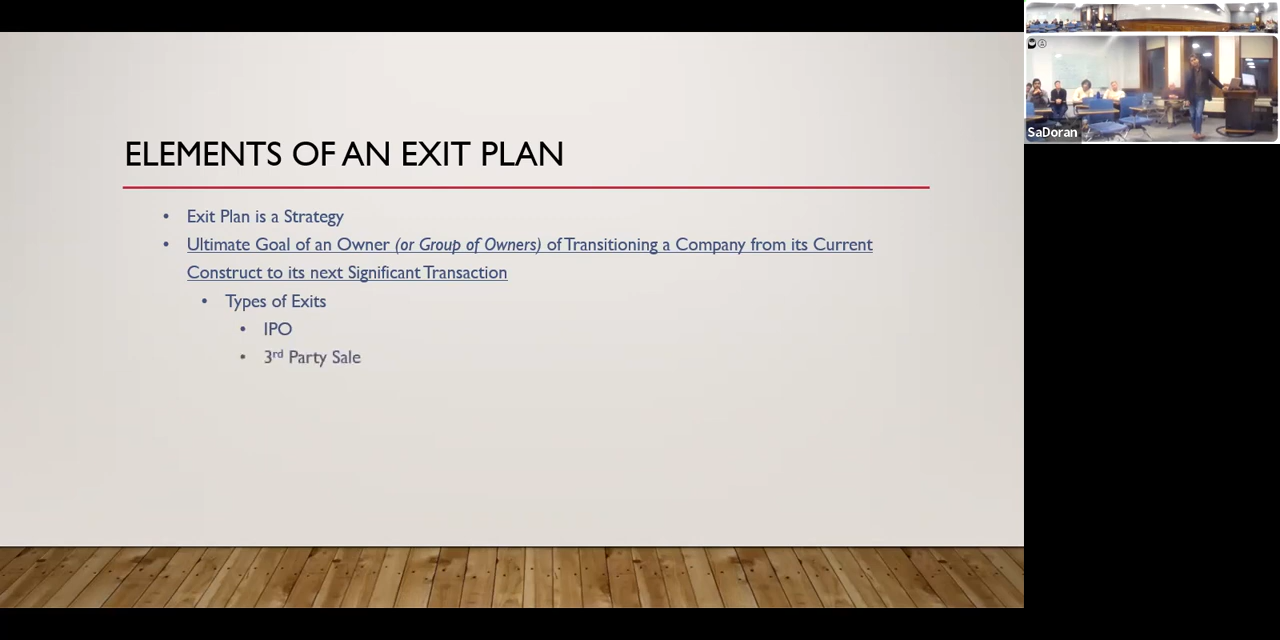 ELEMENTS OF AN EXIT PLAN
• Exit Plan is a Strategy
• Ultimate Goal of an Owner (or Group of Owners) of Transitioning a Company from its Current
Construct to its next Significant Transaction
• Types of Exits
• IPO
• 3rd Party Sale
SaDoran